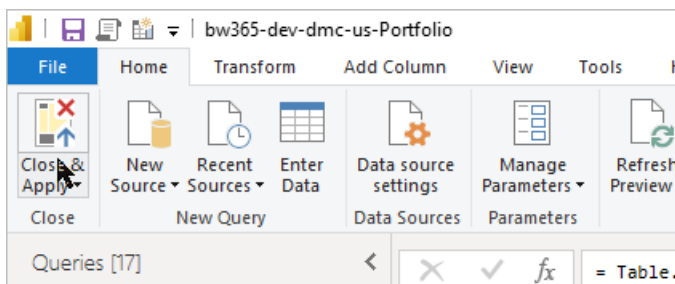 bw365-dev-dmc-us-Portfolio
File Home Transform Add Column View Tools
Close & Apply
New Source
Recent Sources
Enter Data
Data source settings
Manage Parameters
Refresh Preview
Close New Query Data Sources Parameters
Queries [17]
fx = Table.